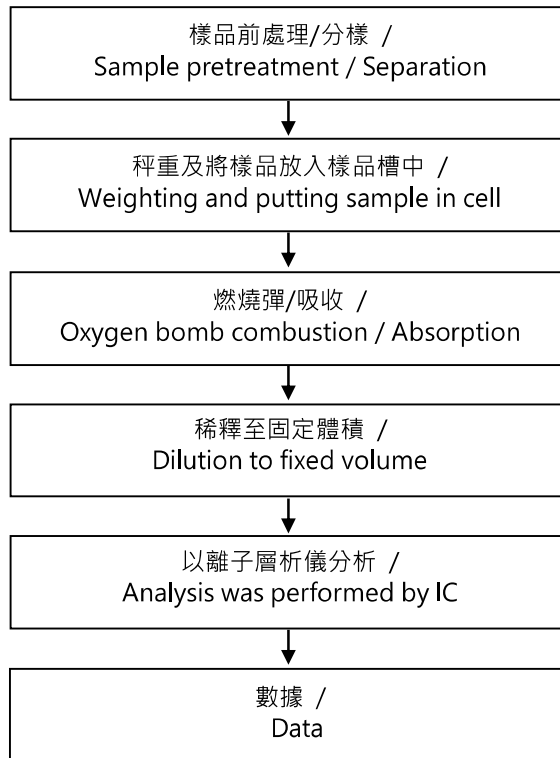 樣品前處理/分樣 /
Sample pretreatment / Separation
秤重及將樣品放入樣品槽中 /
Weighting and putting sample in cell
燃燒彈/吸收 /
Oxygen bomb combustion / Absorption
稀釋至固定體積 /
Dilution to fixed volume
以離子層析儀分析 /
Analysis was performed by IC
數據 /
Data